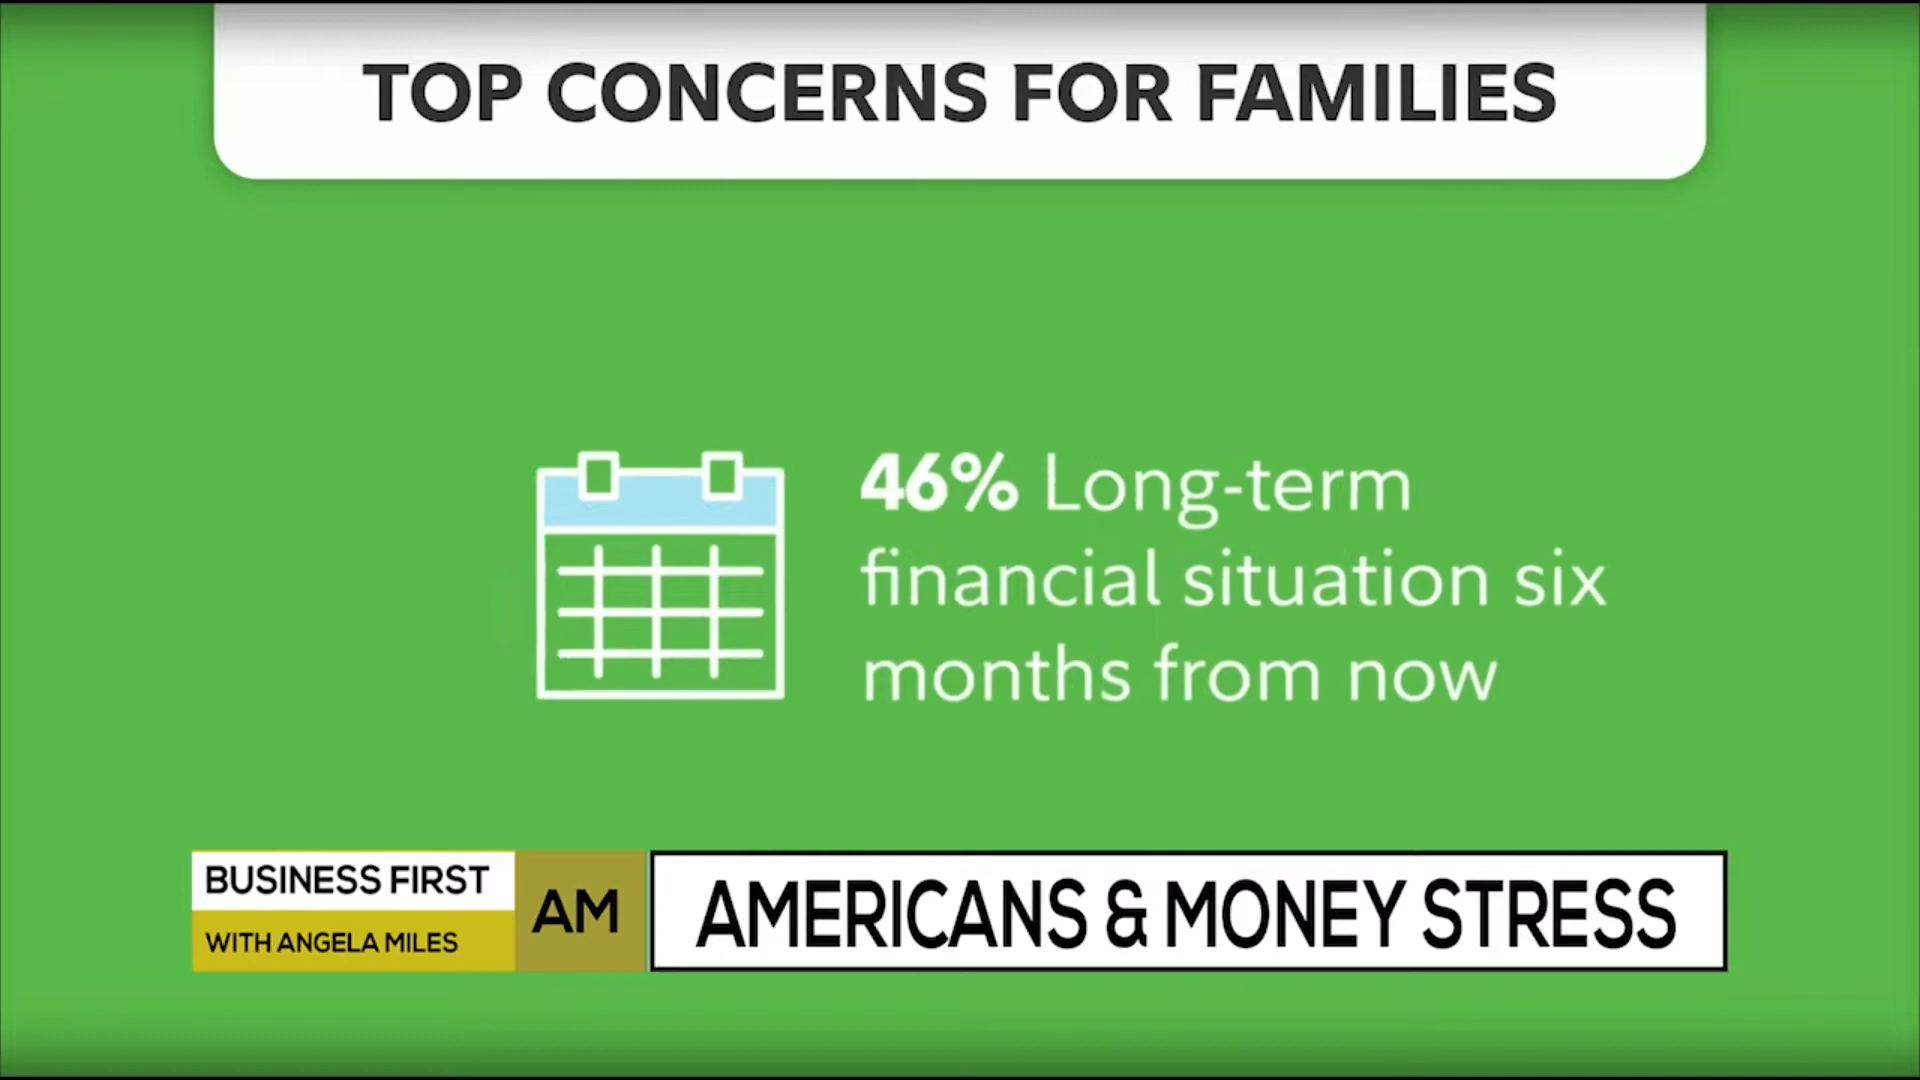 TOP CONCERNS FOR FAMILIES
46% Long-term
financial situation six
months from now
BUSINESS FIRST
WITH ANGELA MILES
AM
AMERICANS & MONEY STRESS